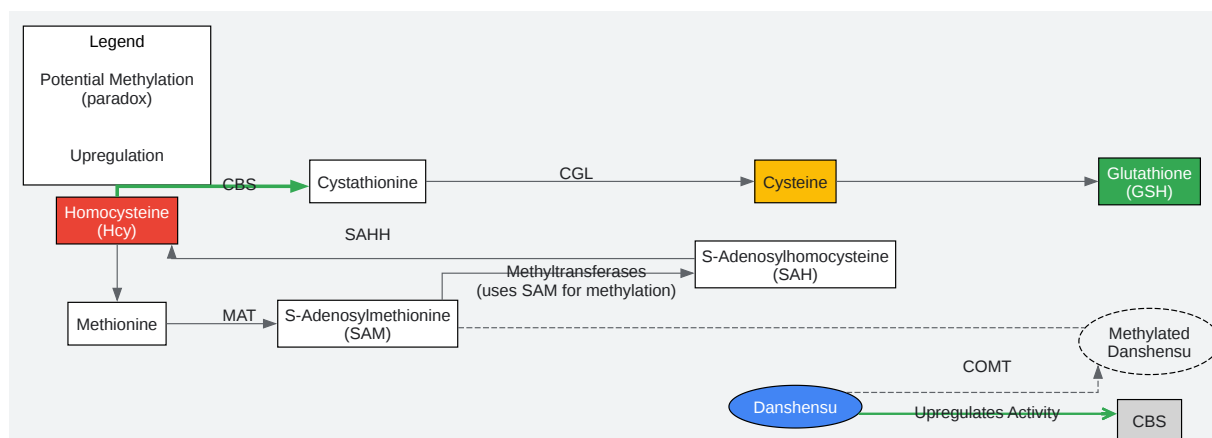 Legend
Potential Methylation
(paradox)
Upregulation
CBS
Cystathionine
CGL
Cysteine
Glutathione
(GSH)
Homocysteine
(Hcy)
SAHH
S-Adenosylhomocysteine
(SAH)
Methyltransferases
(uses SAM for methylation)
Methionine
MAT
S-Adenosylmethionine
(SAM)
Methylated
Danshensu
COMT
Danshensu
Upregulates Activity
CBS